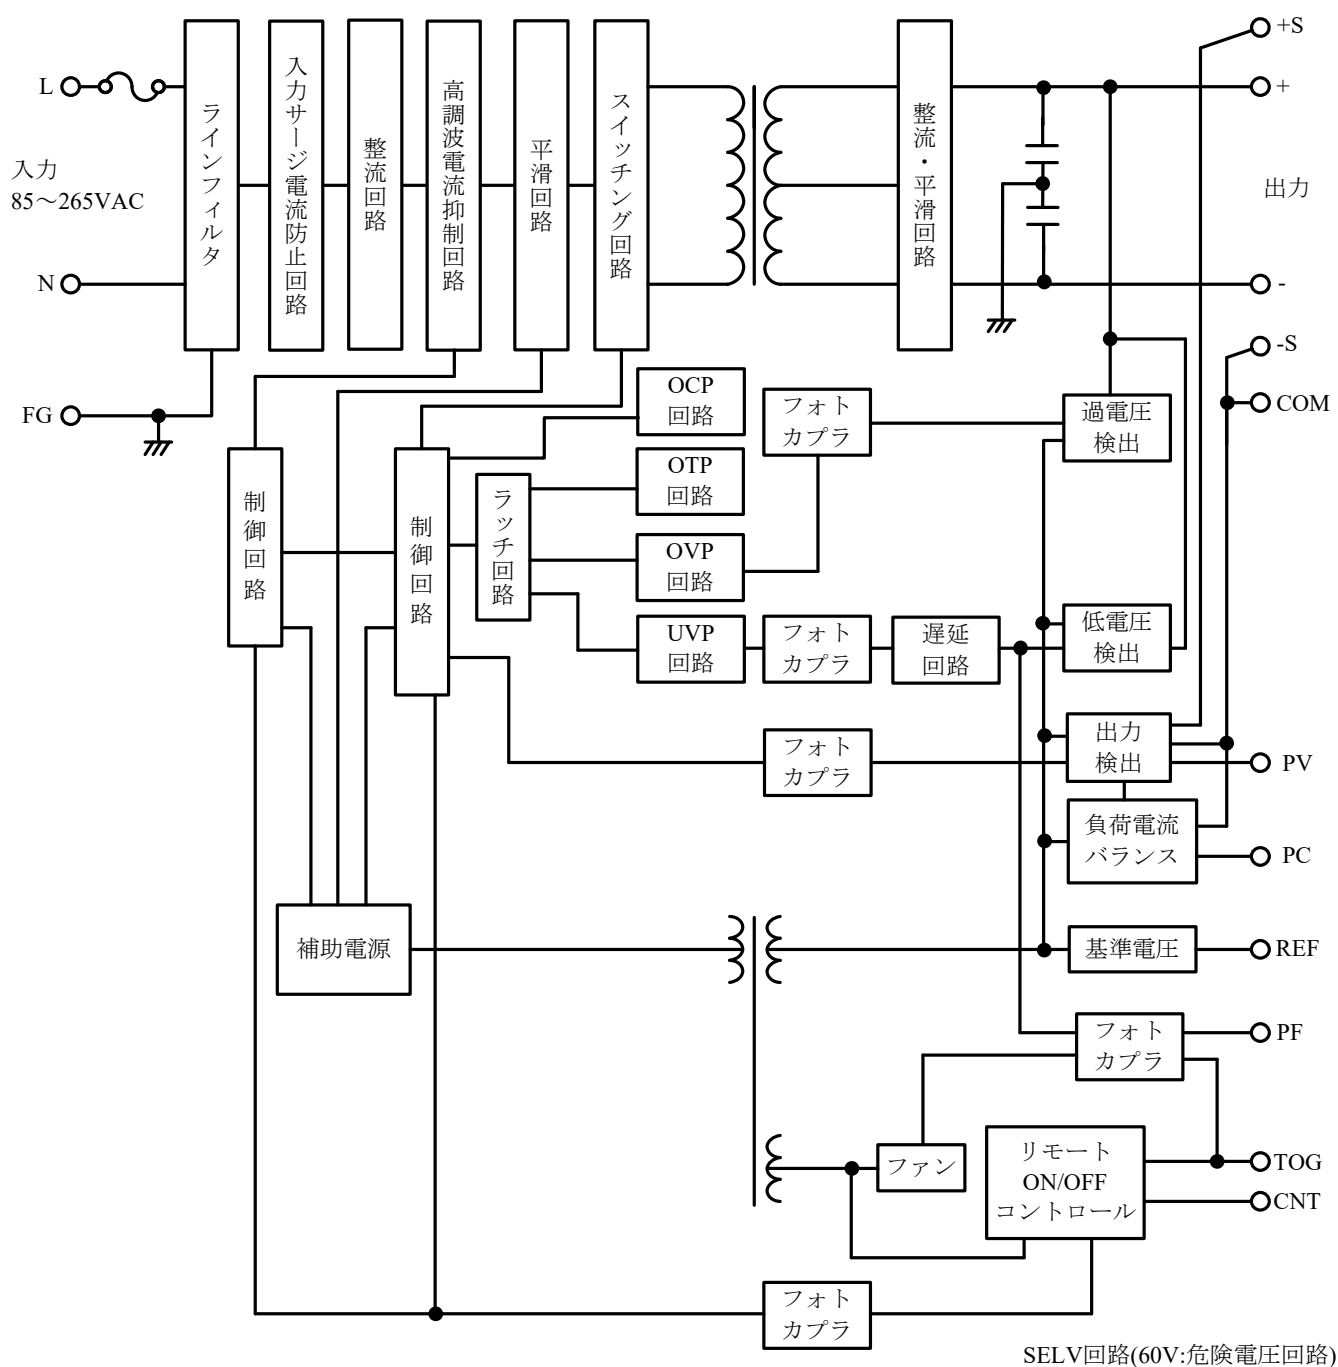 +S
L
+
入力
85～265VAC
出力
N
-
-S
FG
COM
ラインフィルタ
入力サージ電流防止回路
整流回路
高調波電流抑制回路
平滑回路
スイッチング回路
整流・平滑回路
OCP
回路
フォト
カプラ
過電圧
検出
OTP
回路
制御回路
制御回路
ラッチ回路
OVP
回路
UVP
回路
フォト
カプラ
遅延
回路
低電圧
検出
フォト
カプラ
出力
検出
PV
負荷電流
バランス
PC
補助電源
基準電圧
REF
フォト
カプラ
PF
ファン
リモート
ON/OFF
コントロール
TOG
CNT
フォト
カプラ
SELV回路(60V:危険電圧回路)